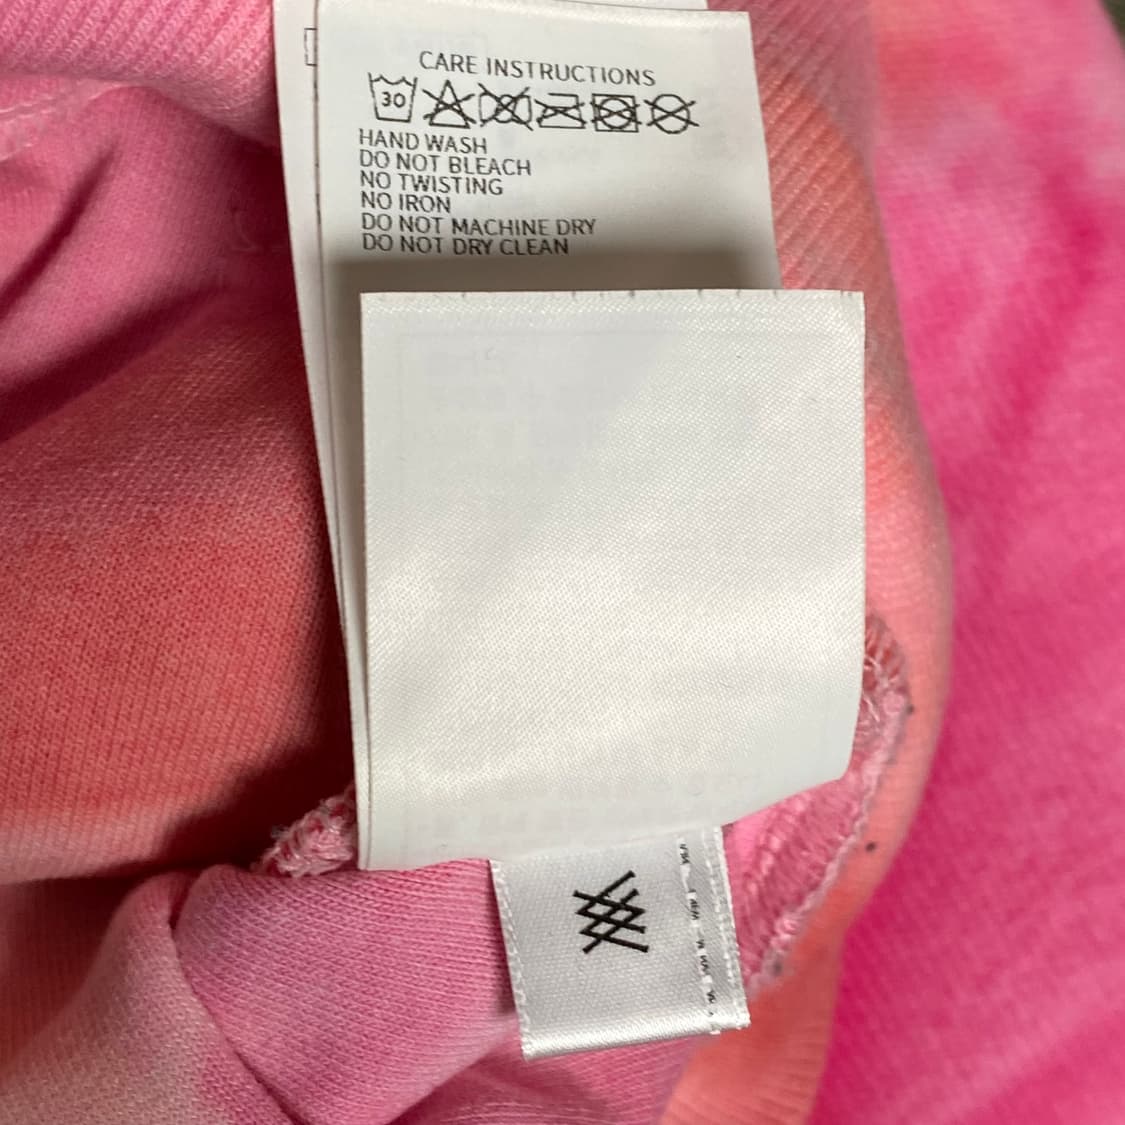 CARE INSTRUCTIONS
30
HAND WASH
DO NOT BLEACH
NO TWISTING
NO IRON
DO NOT MACHINE DRY
DO NOT DRY CLEAN